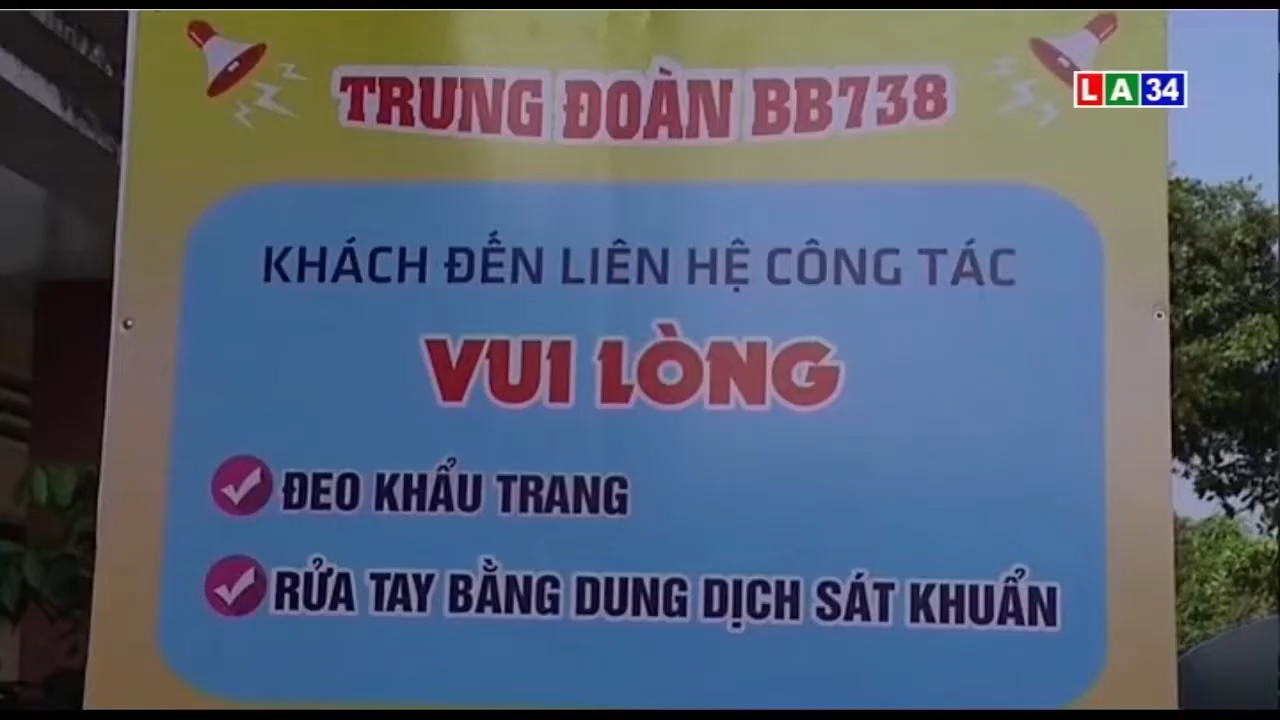 TRUNG ĐOÀN BB738
LA34
KHÁCH ĐẾN LIÊN HỆ CÔNG TÁC
VUI LÒNG
ĐEO KHẨU TRANG
RỬA TAY BẰNG DUNG DỊCH SÁT KHUẨN